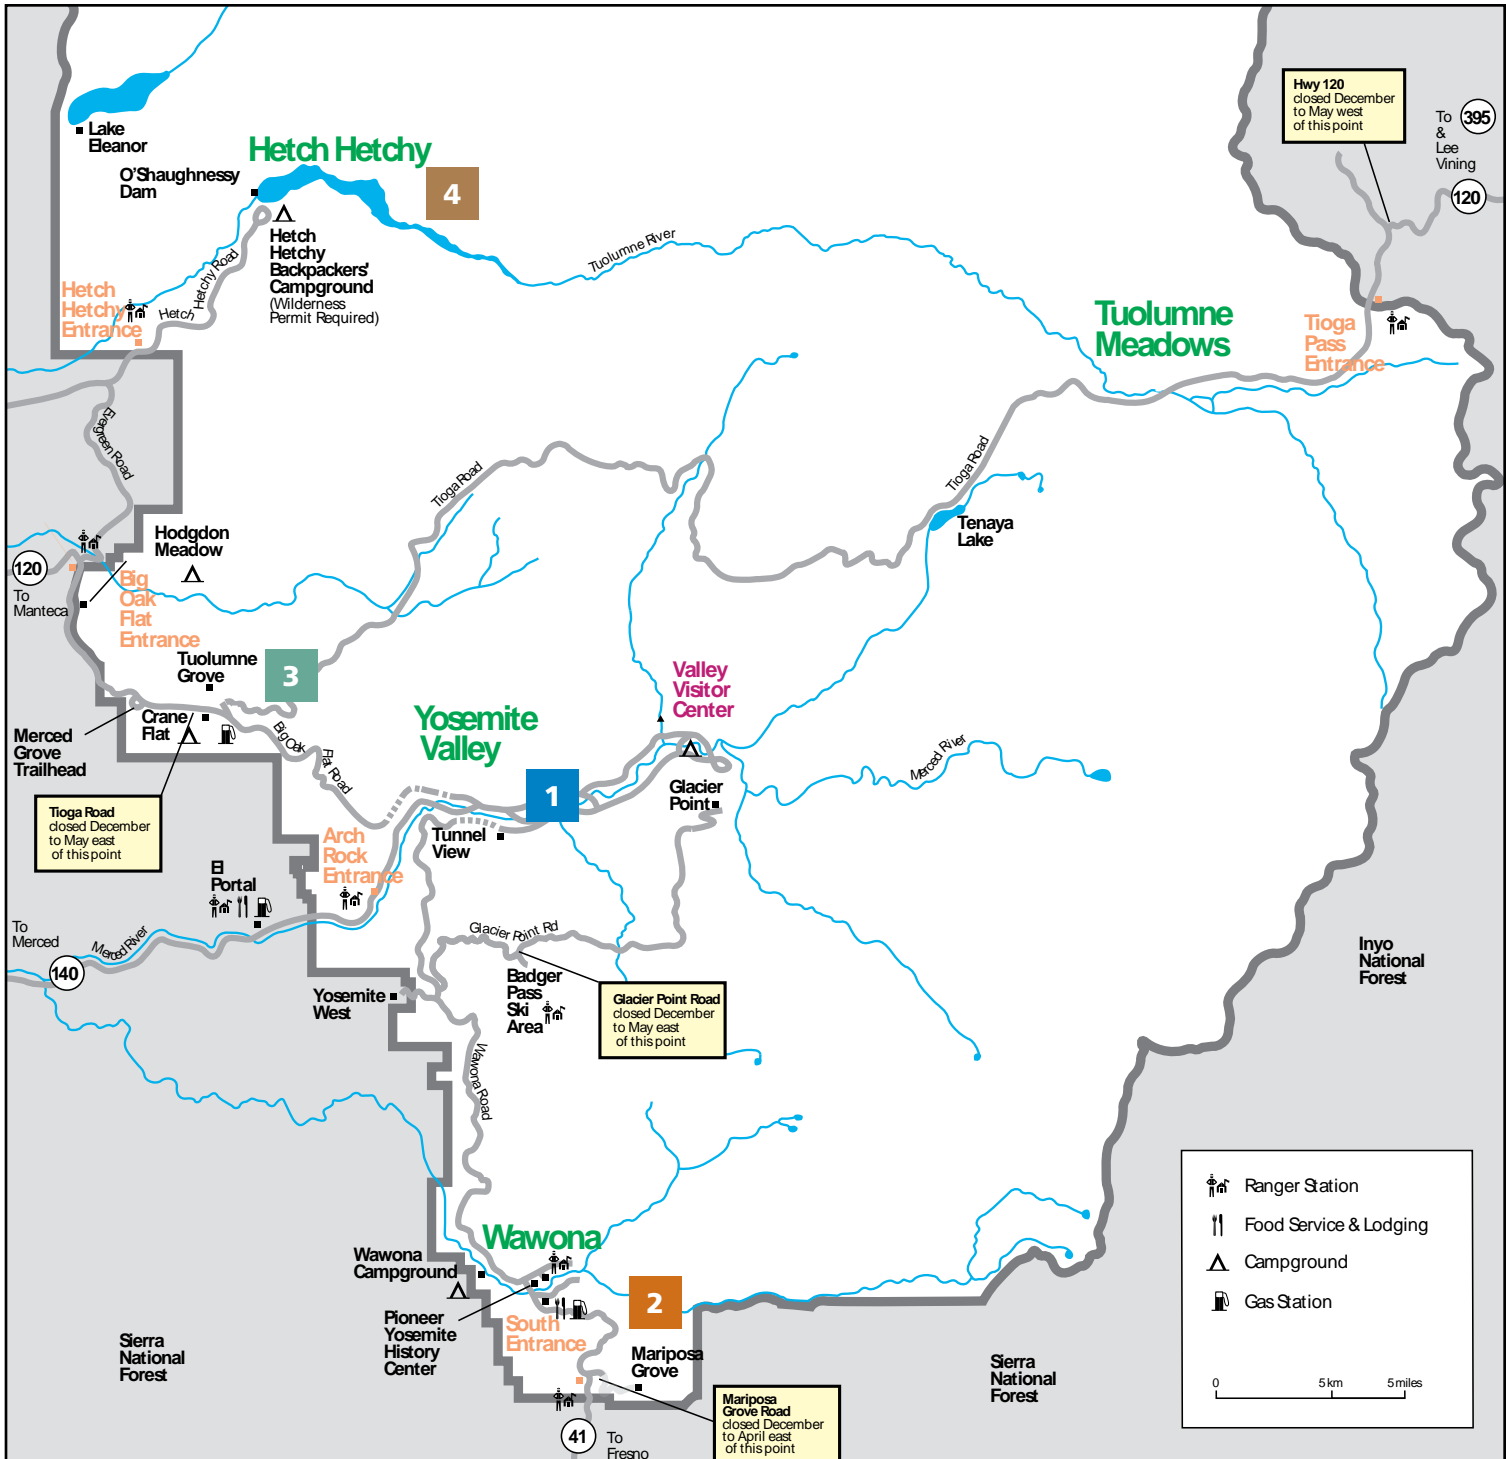 Lake
Eleanor
O'Shaughnessy
Dam
Hetch Hetchy
4
Hetch
Hetchy
Backpackers'
Campground
(Wilderness
Permit Required)
Hetch
Hetchy
Entrance
Hetch Hetchy Road
Evergreen Road
Tuolumne River
Tuolumne
Meadows
Hwy 120
closed December
to May west
of this point
To
&
Lee
Vining
395
120
Tioga
Pass
Entrance
Tioga Road
Tioga Road
Tenaya
Lake
Hodgdon
Meadow
120
To
Manteca
Big
Oak
Flat
Entrance
Tuolumne
Grove
3
Crane
Flat
Merced
Grove
Trailhead
Tioga Road
closed December
to May east
of this point
Big Oak
Flat Road
Yosemite
Valley
Valley
Visitor
Center
1
Glacier
Point
Merced River
Tunnel
View
Arch
Rock
Entrance
El
Portal
To
Merced
Merced River
140
Glacier Point Rd
Badger
Pass
Ski
Area
Glacier Point Road
closed December
to May east
of this point
Yosemite
West
Wawona Road
Inyo
National
Forest
Wawona
Wawona
Campground
Pioneer
Yosemite
History
Center
2
South
Entrance
Mariposa
Grove
Mariposa
Grove Road
closed December
to April east
of this point
41
To
Fresno
Sierra
National
Forest
Sierra
National
Forest
Ranger Station
Food Service & Lodging
Campground
Gas Station
0 5 km 5 miles